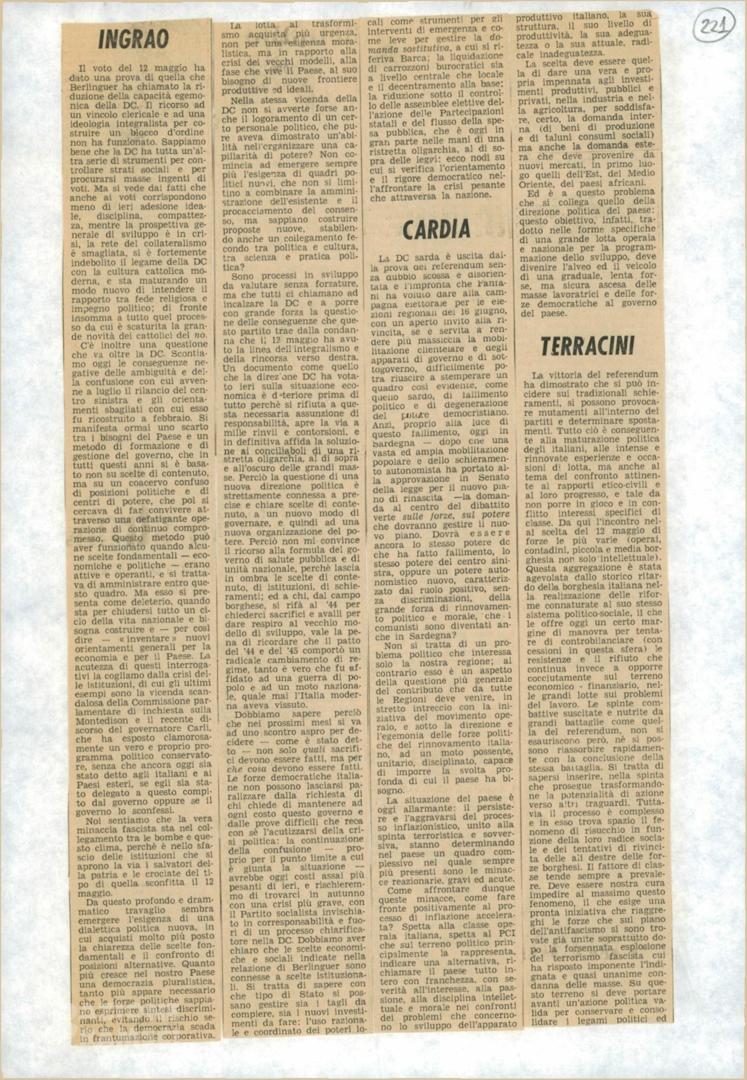 221
INGRAO
Il voto del 12 maggio ha
dato una prova di quella che
Berlinguer ha chiamato la ri-
duzione della capacità egemo-
nica della DC. Il ricorso ad
un vincolo clericale e ad una
ideologia integralista per co-
struire un blocco d'ordine
non ha funzionato. Sappiamo
bene che la DC ha tutta un'al-
tra serie di strumenti per con-
trollare strati sociali e per
procurarsi masse ingenti di
voti. Ma si vede dai fatti che
anche ai voti corrispondono
meno di ieri adesione idea-
le, disciplina, compattez-
za, mentre la prospettiva ge-
nerale di sviluppo è in cri-
si, la rete del collateralismo
è smagliata, si è fortemente
indebolito il legame della DC
con la cultura cattolica mo-
derna, e sta maturando un
modo nuovo di intendere il
rapporto tra fede religiosa e
impegno politico; di fronte
insomma a tutto quel proces-
so da cui è scaturita la gran-
de novità dei cattolici del no.
C'è inoltre una questione
che va oltre la DC. Scontia-
mo oggi le conseguenze ne-
gative delle ambiguità e del-
la confusione con cui avven-
ne a luglio il rilancio del cen-
tro sinistra e gli orienta-
menti sbagliati con cui esso
fu ricostruito a febbraio. Si
manifesta ormai uno scarto
tra i bisogni del Paese e un
metodo di formazione e di
gestione del governo, che in
tutti questi anni si è basa-
to non su scelte di contenuto,
ma su un coacervo confuso
di posizioni politiche e di
centri di potere, che poi si
cercava di far convivere at-
traverso una defatigante ope-
razione di continuo compro-
messo. Questo metodo può
aver funzionato quando alcu-
ne scelte fondamentali — eco-
nomiche e politiche — erano
attive e operanti, e si tratta-
va di amministrare entro que-
sto quadro. Ma esso si pre-
senta come deleterio, quando
sta per chiudersi tutto un ci-
clo della vita nazionale e bi-
sogna costruire e — per così
dire — «inventare» nuovi
orientamenti generali per la
economia e per il Paese. La
acutezza di questi interroga-
tivi la cogliamo dalla crisi del-
le istituzioni, di cui gli ultimi
esempi sono la vicenda scan-
dalosa della Commissione par-
lamentare di inchiesta sulla
Montedison e il recente di-
scorso del governatore Carli,
che ha esposto clamorosamen-
te un vero e proprio pro-
gramma politico conservato-
re, senza che ancora oggi sia
stato detto agli italiani e ai
Paesi esteri, se egli sia sta-
to delegato a questo compi-
to dal governo oppure se il
governo lo sconfessi.
Noi sentiamo che la vera
minaccia fascista sta nel col-
legamento tra le bombe e que-
sto clima, perchè è nello sfa-
scio delle istituzioni che si
aprono la via i salvatori del-
la patria e le crociate del ti-
po di quella sconfitta il 12
maggio.
Da questo profondo e dram-
matico travaglio sembra
emergere l'esigenza di una
dialettica politica nuova, in
cui acquisti molto più posto
la chiarezza delle scelte fon-
damentali e il confronto di
posizioni alternative. Quanto
più cresce nel nostro Paese
una democrazia pluralistica,
tanto più appare necessario
che le forze politiche sappia-
no esprimere sintesi discrimi-
nanti, evitando il rischio se-
rio che la democrazia scada
in frantumazione corporativa.
La lotta al trasformi-
smo acquista più urgenza,
non per una esigenza mora-
listica, ma in rapporto alla
crisi dei vecchi modelli, alla
fase che vive il Paese, al suo
bisogno di nuove frontiere
produttive ed ideali.
Nella stessa vicenda della
DC non si avverte forse an-
che il logoramento di un cer-
to personale politico, che pu-
re aveva dimostrato un'abi-
lità nell'organizzare una ca-
pillarità di potere? Non co-
mincia ad emergere sempre
più l'esigenza di quadri po-
litici nuovi, che non si limi-
tino a combinare la ammini-
strazione dell'esistente e il
procacciamento del consen-
so, ma sappiano costruire
proposte nuove, stabilen-
do anche un collegamento fe-
condo tra politica e cultura,
tra scienza e pratica poli-
tica?
Sono processi in sviluppo
da valutare senza forzature,
ma che tutti ci chiamano ad
incalzare la DC e a porre
con grande forza la questio-
ne delle conseguenze che que-
sto partito trae dalla condan-
na che il 12 maggio ha avu-
to la linea dell'integralismo e
della rincorsa verso destra.
Un documento come quello
che la direzione DC ha vota-
to ieri sulla situazione eco-
nomica è deteriore prima di
tutto perchè si rifiuta a que-
sta necessaria assunzione di
responsabilità, apre la via a
mille rinvii e contorsioni, e
in definitiva affida la soluzio-
ne ai conciliaboli di una ri-
stretta oligarchia, al di sopra
e all'oscuro delle grandi mas-
se. Perciò la questione di una
nuova direzione politica è
strettamente connessa a pre-
cise e chiare scelte di conte-
nuto, a un nuovo modo di
governare, e quindi ad una
nuova organizzazione del po-
tere. Perciò non mi convince
il ricorso alla formula del go-
verno di salute pubblica e di
unità nazionale, perchè lascia
in ombra le scelte di conte-
nuto, di istituzioni, di schie-
ramenti; ed a chi, dal campo
borghese, si rifà al '44 per
chiederci sacrifici e avalli per
dare respiro al vecchio mo-
dello di sviluppo, vale la pe-
na di ricordare che il patto
del '44 e del '45 comportò un
radicale cambiamento di re-
gime, tanto è vero che fu af-
fidato ad una guerra di po-
polo e ad un moto naziona-
le, quale mai l'Italia moder-
na aveva vissuto.
Dobbiamo sapere perciò
che nei prossimi mesi si va
ad uno scontro aspro per de-
cidere — come è stato det-
to — non solo quali sacrifi-
ci devono essere fatti, ma per
che cosa devono essere fatti.
Le forze democratiche italia-
ne non possono lasciarsi pa-
ralizzare dalla richiesta di
chi chiede di mantenere ad
ogni costo questo governo e
dalle prove difficili che reca
con sè l'acutizzarsi della cri-
si politica: la continuazione
della confusione — pro-
prio per il punto limite a cui
è giunta la situazione —
avrebbe oggi costi assai più
pesanti di ieri, e rischierem-
mo di trovarci in autunno
con una crisi più grave, con
il Partito socialista invischia-
to in corresponsabilità e fuo-
ri di un processo chiarifica-
tore nella DC. Dobbiamo aver
chiaro che le scelte economi-
che e sociali indicate nella
relazione di Berlinguer sono
connesse a scelte istituziona-
li. Si tratta di sapere con
che tipo di Stato si pos-
sano gestire sia i tagli da
compiere, sia i nuovi investi-
menti da fare: l'uso raziona-
le e coordinato dei poteri lo-
cali come strumenti per gli
interventi di emergenza e co-
me leve per gestire la do-
manda sostitutiva, a cui si ri-
feriva Barca; la liquidazione
di carrozzoni burocratici sia
a livello centrale che locale
e il decentramento alla base;
la riduzione sotto il control-
lo delle assemblee elettive del-
l'azione delle Partecipazioni
statali e del flusso della spe-
sa pubblica, che è oggi in
gran parte nelle mani di una
ristretta oligarchia, al di so-
pra delle leggi: ecco nodi su
cui si verifica l'orientamento
e il rigore democratico nel-
l'affrontare la crisi pesante
che attraversa la nazione.
CARDIA
La DC sarda è uscita dal-
la prova del referendum sen-
za dubbio scossa e disorien-
tata e l'impronta che Fanfa-
ni ha voluto dare alla cam-
pagna elettorale per le ele-
zioni regionali del 16 giugno,
con un aperto invito alla ri-
vincita, se è servita a ren-
dere più massiccia la mobi-
litazione clientelare e degli
apparati di governo e di sot-
togoverno, difficilmente po-
trà riuscire a stemperare un
quadro così evidente, come
quello sardo, di fallimento
politico e di degenerazione
del potere democristiano.
Anzi, proprio alla luce di
questo fallimento, oggi in
Sardegna — dopo che una
vasta ed ampia mobilitazione
popolare e dello schieramen-
to autonomista ha portato al-
la approvazione in Senato
della legge per il nuovo pia-
no di rinascita — la doman-
da al centro del dibattito
verte sulle forze, sul potere
che dovranno gestire il nuo-
vo piano. Dovrà essere
ancora lo stesso potere dc
che ha fatto fallimento, lo
stesso potere del centro sini-
stra, oppure un potere auto-
nomistico nuovo, caratteriz-
zato dal ruolo positivo, sen-
za discriminazioni, della
grande forza di rinnovamen-
to politico e morale, che i
comunisti sono diventati an-
che in Sardegna?
Non si tratta di un pro-
blema politico che interessa
solo la nostra regione; al
contrario esso è un aspetto
della questione più generale
del contributo che da tutte
le Regioni deve venire, in
stretto intreccio con la ini-
ziativa del movimento ope-
raio, e sotto la direzione e
l'egemonia delle forze politi-
che del rinnovamento italia-
no, ad un moto possente,
unitario, disciplinato, capace
di imporre la svolta pro-
fonda di cui il paese ha bi-
sogno.
La situazione del paese è
oggi allarmante: il persiste-
re e l'aggravarsi del proces-
so inflazionistico, unito alla
spinta terroristica e sovver-
siva, stanno determinando
nel paese un quadro com-
plessivo nel quale sempre
più presenti sono le minac-
ce reazionarie, gravi ed acute.
Come affrontare dunque
queste minacce, come fare
fronte positivamente al pro-
cesso di inflazione accelera-
ta? Spetta alla classe ope-
raia italiana, spetta al PCI
che sul terreno politico prin-
cipalmente la rappresenta,
indicare una alternativa, ri-
chiamare il paese tutto in-
tero con franchezza, con se-
verità all'interesse, alla pas-
sione, alla disciplina intellet-
tuale e morale nei confronti
dei problemi che concerno-
no lo sviluppo dell'apparato
produttivo italiano, la sua
struttura, il suo livello di
produttività, la sua adegua-
tezza o la sua attuale, radi-
cale inadeguatezza.
La scelta deve essere quel-
la di dare una vera e pro-
pria impennata agli investi-
menti produttivi, pubblici e
privati, nella industria e nel-
la agricoltura, per soddisfa-
re, certo, la domanda inter-
na (di beni di produzione
e di taluni consumi sociali)
ma anche la domanda este-
ra che deve provenire da
nuovi mercati, in primo luo-
go quelli dell'Est, del Medio
Oriente, dei paesi africani.
Ed è a questo problema
che si collega quello della
direzione politica del paese:
questo obiettivo, infatti, tra-
dotto nelle forme specifiche
di una grande lotta operaia
e nazionale per la program-
mazione dello sviluppo, deve
divenire l'alveo ed il veicolo
di una graduale, lenta for-
se, ma sicura ascesa delle
masse lavoratrici e delle for-
ze democratiche al governo
del paese.
TERRACINI
La vittoria del referendum
ha dimostrato che si può in-
cidere sui tradizionali schie-
ramenti, si possono provoca-
re mutamenti all'interno dei
partiti e determinare sposta-
menti. Tutto ciò è conseguen-
te alla maturazione politica
degli italiani, alle intense e
rinnovate esperienze e occa-
sioni di lotta, ma anche al
tema del confronto attinen-
te ai rapporti etico-civili e
al loro progresso, e tale da
non porre in gioco e in con-
flitto interessi specifici di
classe. Da qui l'incontro nel-
la scelta del 12 maggio di
forze le più varie (operai,
contadini, piccola e media bor-
ghesia non solo intellettuale).
Questa aggregazione è stata
agevolata dallo storico ritar-
do della borghesia italiana nel-
la realizzazione delle rifor-
me connaturate al suo stesso
sistema politico-sociale, il che
le offre oggi un certo mar-
gine di manovra per tenta-
re di controbilanciare (con
cessioni in questa sfera) le
resistenze e il rifiuto che
continua invece a opporre
cocciutamente sul terreno
economico - finanziario, nel-
le grandi lotte sui problemi
del lavoro. Le spinte com-
battive suscitate e nutrite da
grandi battaglie come quel-
la del referendum, non si
esauriscono però, nè si pos-
sono riassorbire rapidamen-
te con la conclusione della
stessa battaglia. Si tratta di
sapersi inserire, nella spinta
che prosegue trasformando-
ne la potenzialità di azione
verso altri traguardi. Tutta-
via il processo è complesso
e in esso trova spazio il fe-
nomeno di risucchio in fun-
zione della loro radice socia-
le e dei tentativi di rivinci-
ta delle ali destre delle for-
ze borghesi. Il fattore di clas-
se tende sempre a prevale-
re. Deve essere nostra cura
impedire al massimo questo
fenomeno, il che esige una
pronta iniziativa che riaggre-
ghi le forze che sul piano
dell'antifascismo si sono tro-
vate già unite soprattutto do-
po la forsennata esplosione
del terrorismo fascista cui
ha risposto imponente l'indi-
gnata e quasi unanime con-
danna delle masse. Su que-
sto terreno si deve portare
avanti un'azione politica va-
lida per conservare e conso-
lidare i legami politici ed